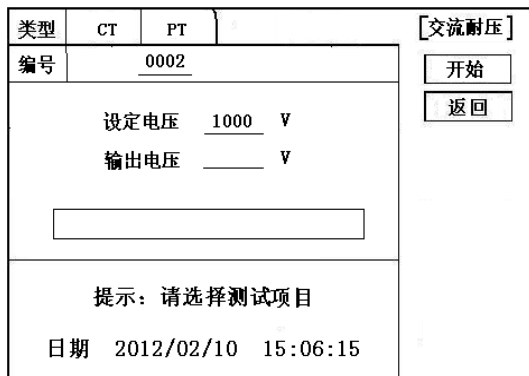 类型 CT PT
[交流耐压]
编号 0002
开始
返回
设定电压 1000 V
输出电压 V
提示：请选择测试项目
日期 2012/02/10 15:06:15